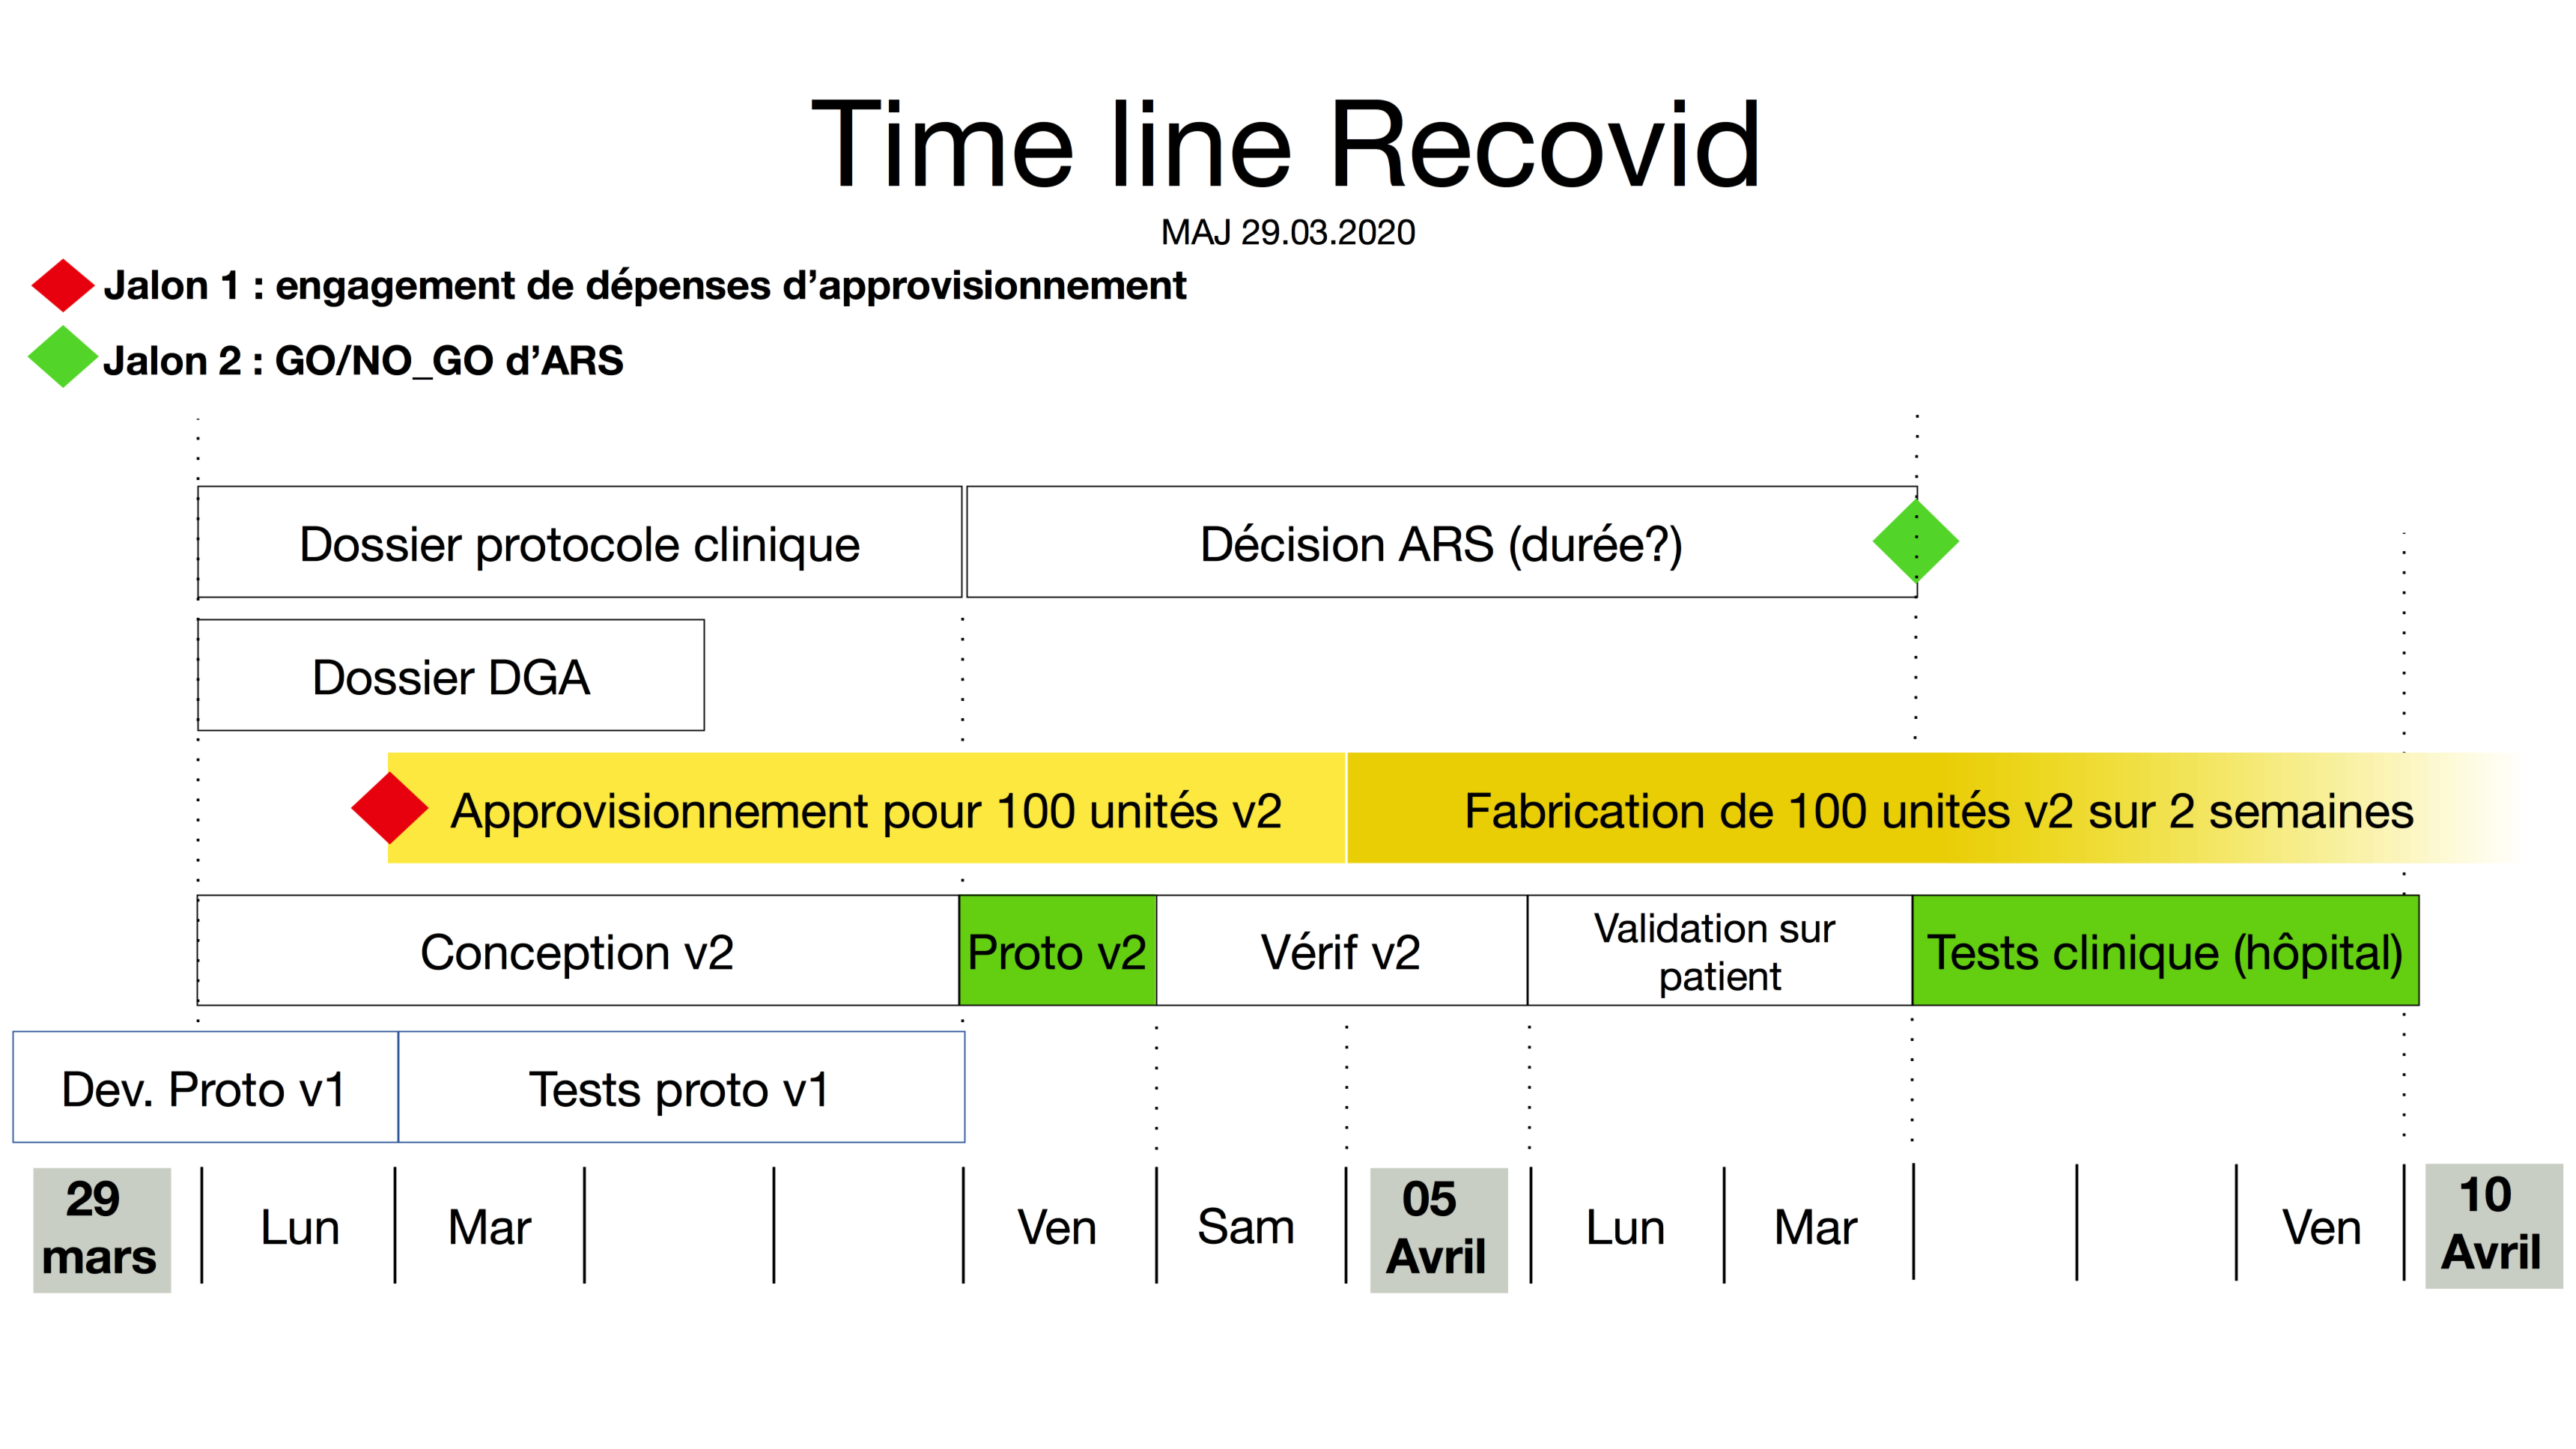 Time line Recovid
MAJ 29.03.2020
Jalon 1 : engagement de dépenses d’approvisionnement
Jalon 2 : GO/NO_GO d’ARS
Dossier protocole clinique
Décision ARS (durée?)
Dossier DGA
Approvisionnement pour 100 unités v2
Fabrication de 100 unités v2 sur 2 semaines
Conception v2
Proto v2
Vérif v2
Validation sur
patient
Tests clinique (hôpital)
Dev. Proto v1
Tests proto v1
29
mars
Lun
Mar
Ven
Sam
05
Avril
Lun
Mar
Ven
10
Avril